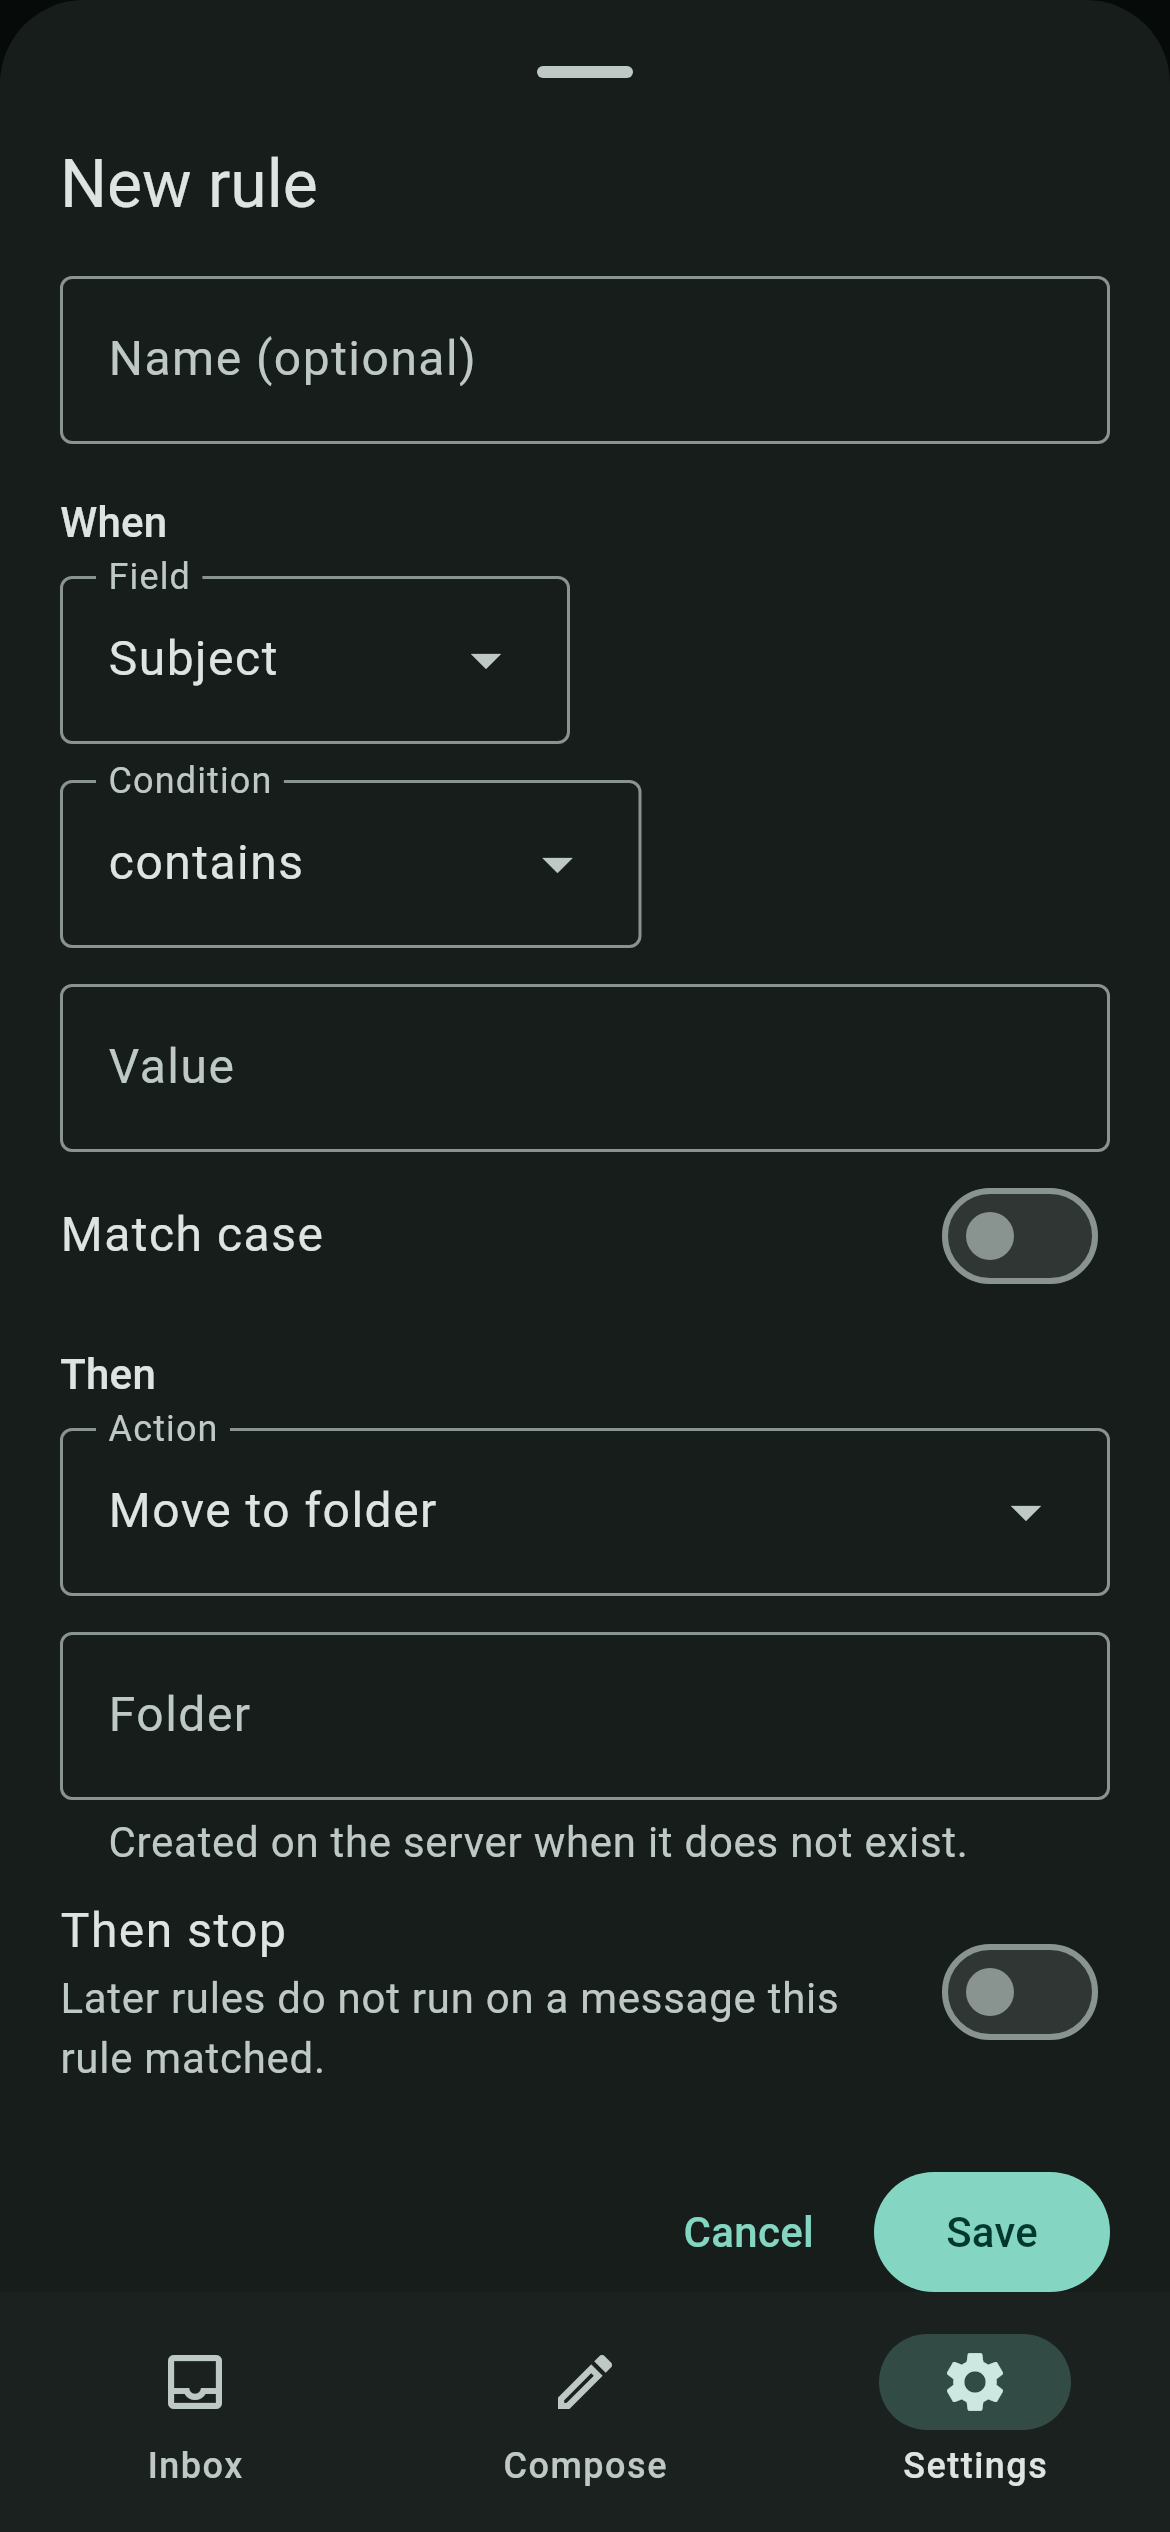 New rule
Name (optional)
When
Field
Subject
Condition
contains
Value
Match case
Then
Action
Move to folder
Folder
Created on the server when it does not exist.
Then stop
Later rules do not run on a message this
rule matched.
Cancel Save
Inbox Compose Settings